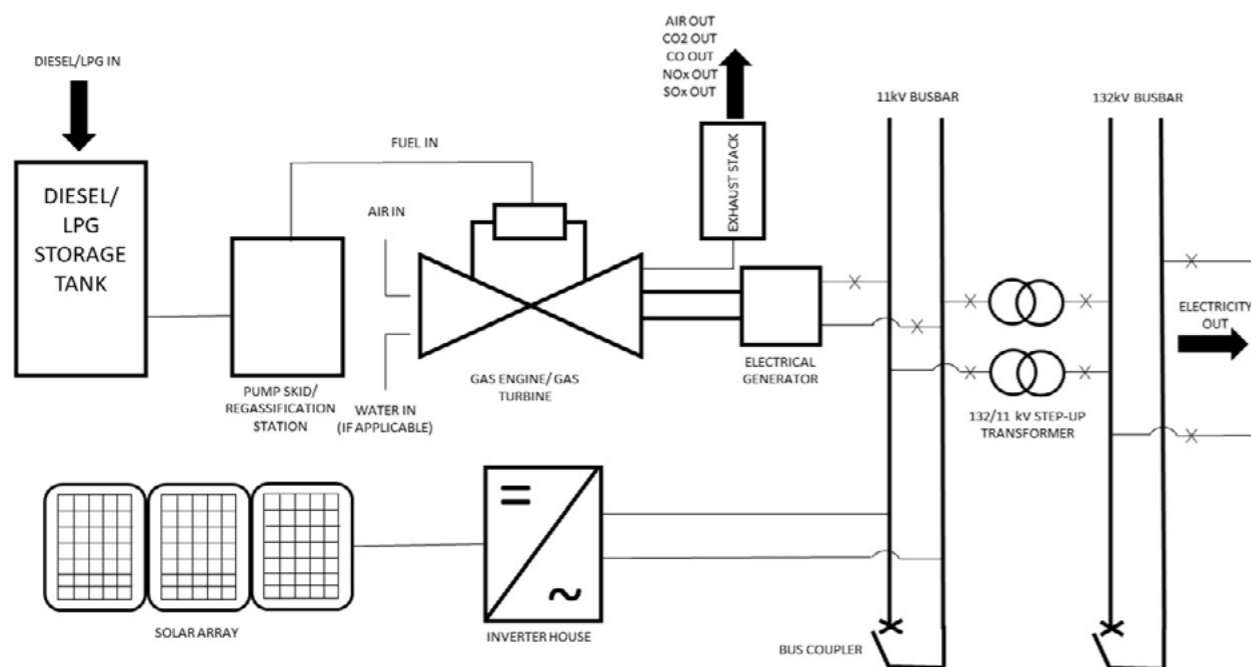 AIR OUT
CO2 OUT
CO OUT
NOx OUT
SOx OUT
DIESEL/LPG IN
11kV BUSBAR
132kV BUSBAR
FUEL IN
EXHAUST STACK
DIESEL/
LPG
STORAGE
TANK
AIR IN
ELECTRICITY
OUT
ELECTRICAL
GENERATOR
GAS ENGINE/ GAS
TURBINE
PUMP SKID/
REGASSIFICATION
STATION
WATER IN
(IF APPLICABLE)
132/11 kV STEP-UP
TRANSFORMER
SOLAR ARRAY
INVERTER HOUSE
BUS COUPLER